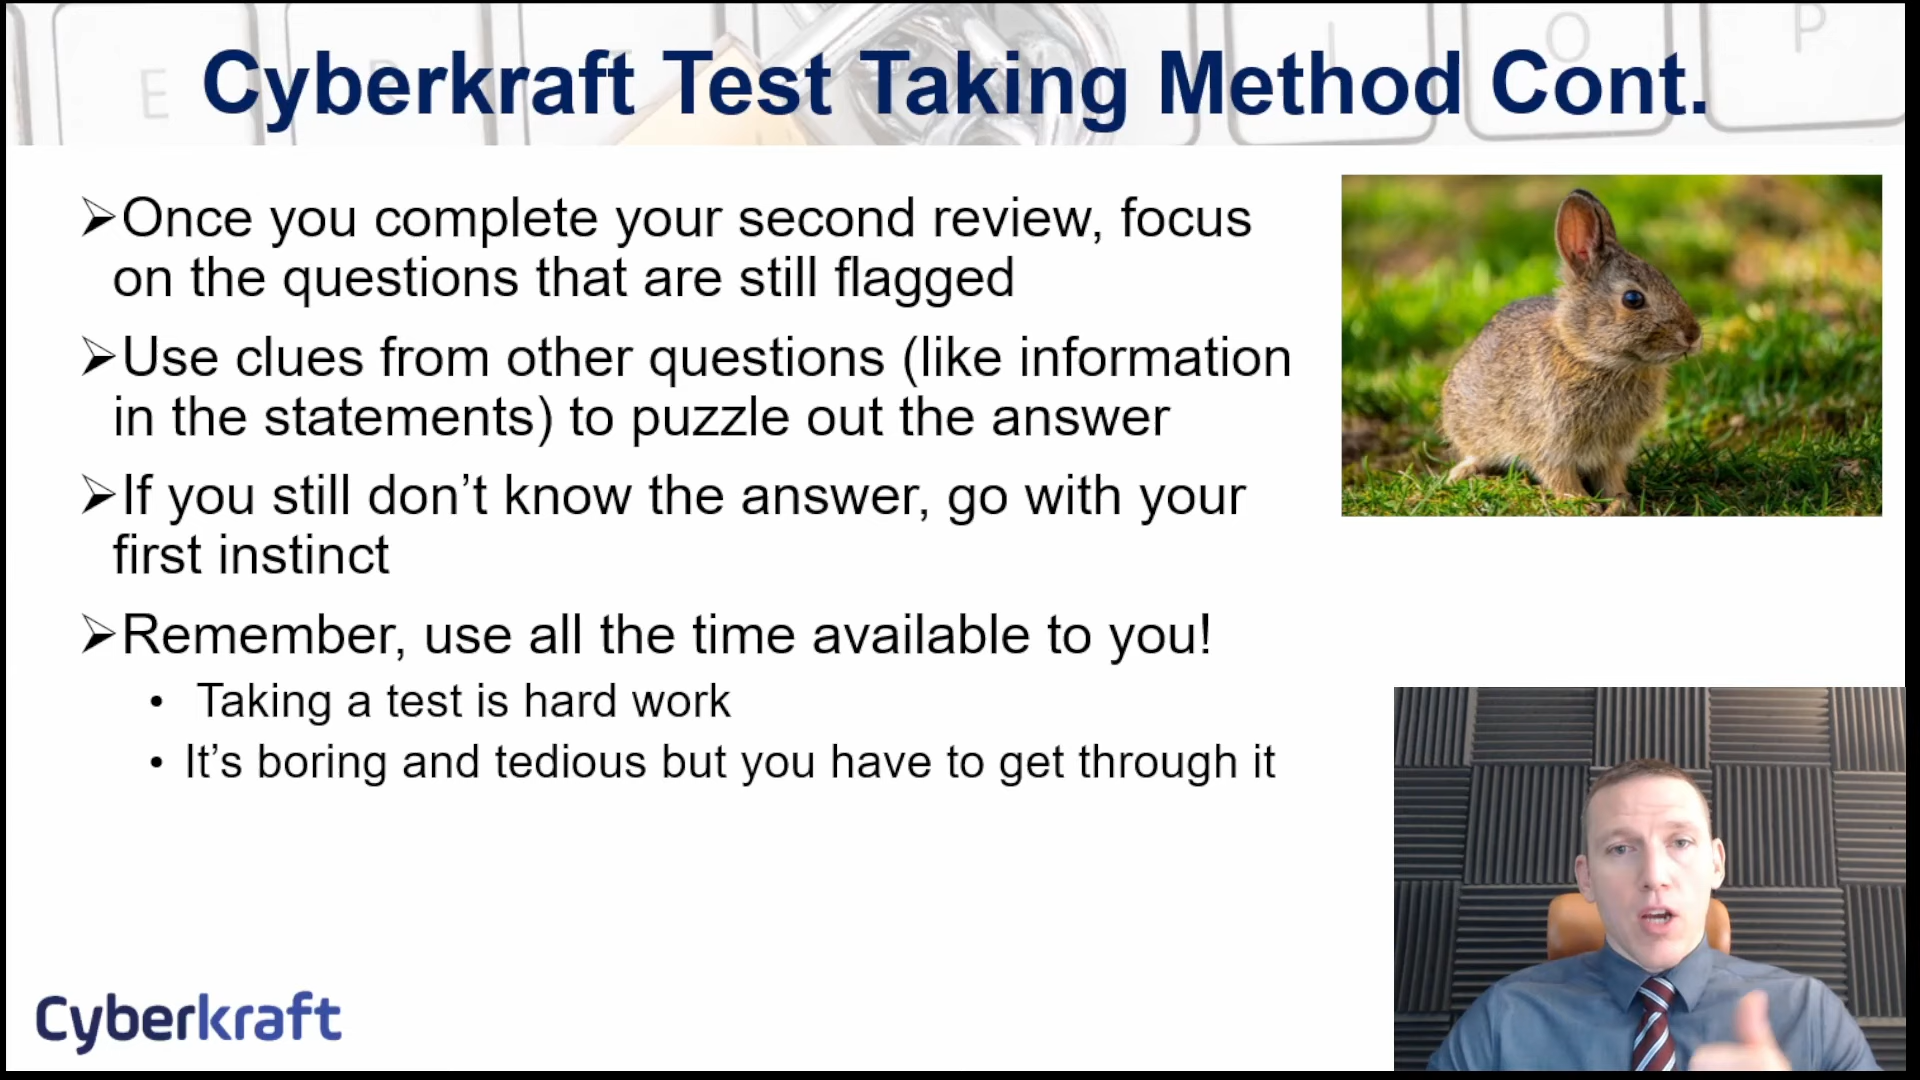 Cyberkraft Test Taking Method Cont.
➢Once you complete your second review, focus
on the questions that are still flagged
➢Use clues from other questions (like information
in the statements) to puzzle out the answer
➢If you still don’t know the answer, go with your
first instinct
➢Remember, use all the time available to you!
• Taking a test is hard work
• It’s boring and tedious but you have to get through it
Cyberkraft